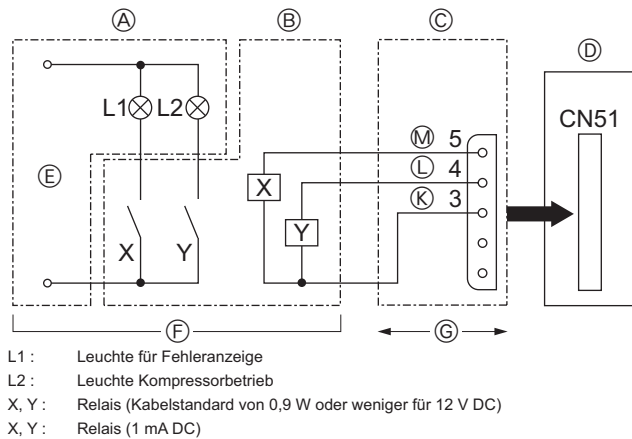 Ⓐ Ⓑ Ⓒ Ⓓ
L1 L2 CN51
Ⓜ 5
Ⓛ 4
Ⓚ 3
Ⓔ
X
Y
X Y
Ⓕ Ⓖ
L1 : Leuchte für Fehleranzeige
L2 : Leuchte Kompressorbetrieb
X, Y : Relais (Kabelstandard von 0,9 W oder weniger für 12 V DC)
X, Y : Relais (1 mA DC)